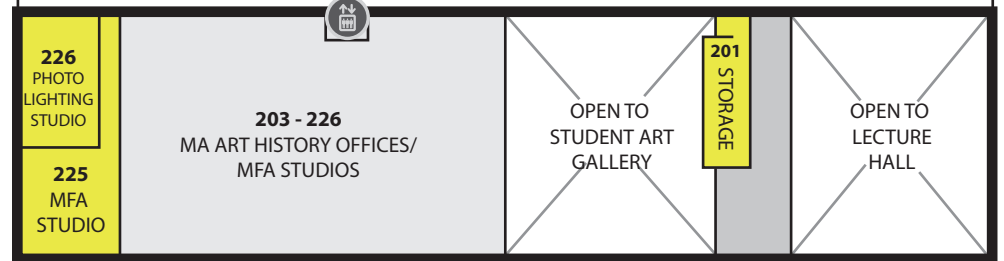 226
PHOTO
LIGHTING
STUDIO
225
MFA
STUDIO
203 - 226
MA ART HISTORY OFFICES/
MFA STUDIOS
OPEN TO
STUDENT ART
GALLERY
201
STORAGE
OPEN TO
LECTURE
HALL